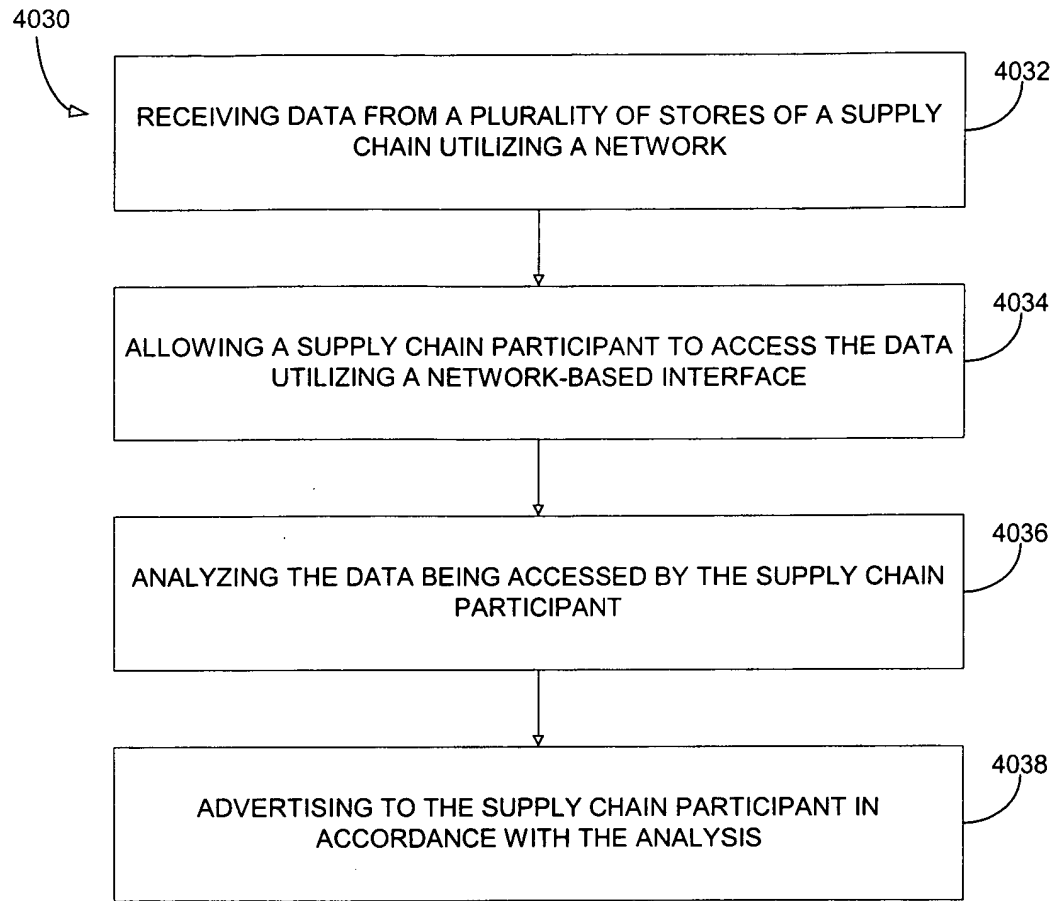 4030
4032
RECEIVING DATA FROM A PLURALITY OF STORES OF A SUPPLY
CHAIN UTILIZING A NETWORK
4034
ALLOWING A SUPPLY CHAIN PARTICIPANT TO ACCESS THE DATA
UTILIZING A NETWORK-BASED INTERFACE
4036
ANALYZING THE DATA BEING ACCESSED BY THE SUPPLY CHAIN
PARTICIPANT
4038
ADVERTISING TO THE SUPPLY CHAIN PARTICIPANT IN
ACCORDANCE WITH THE ANALYSIS